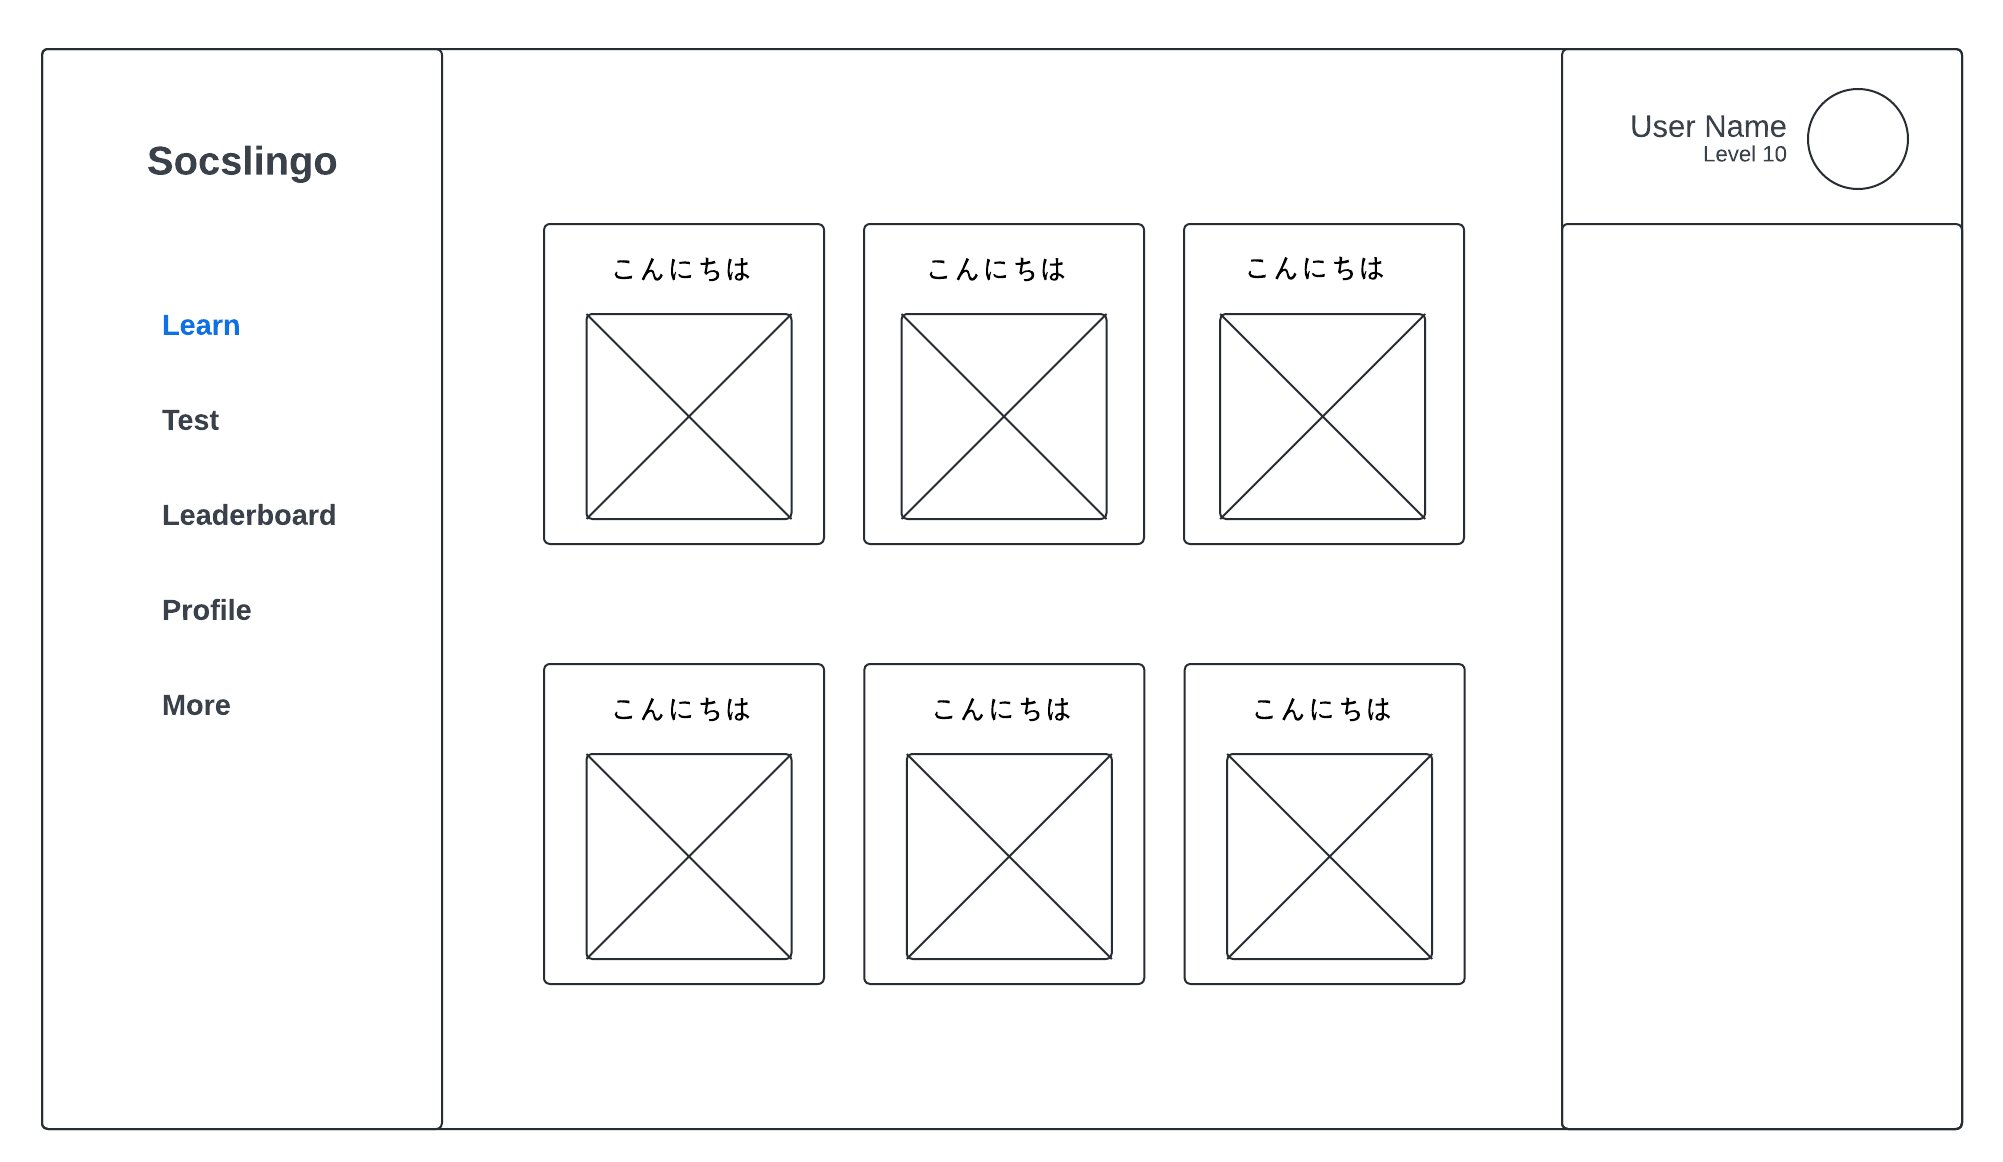 Socslingo
Learn
Test
Leaderboard
Profile
More
こんにちは
こんにちは
こんにちは
こんにちは
こんにちは
こんにちは
User Name
Level 10